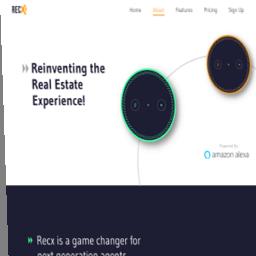 RECX
Home About Features Pricing Sign Up
Reinventing the
Real Estate
Experience!
Powered By
amazon alexa
Recx is a game changer for
next generation agents